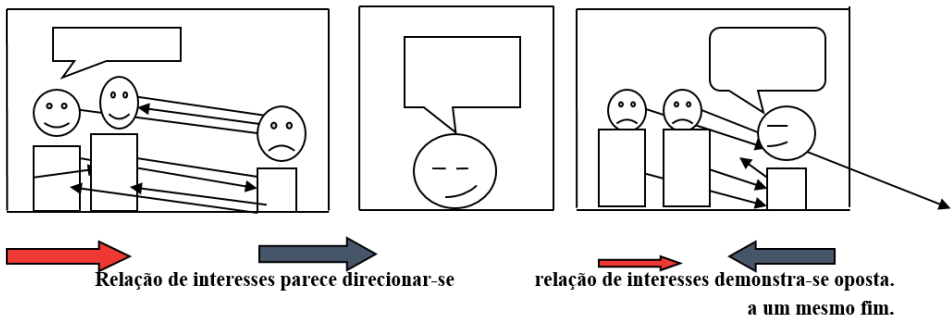 Relação de interesses parece direcionar-se
relação de interesses demonstra-se oposta.
a um mesmo fim.